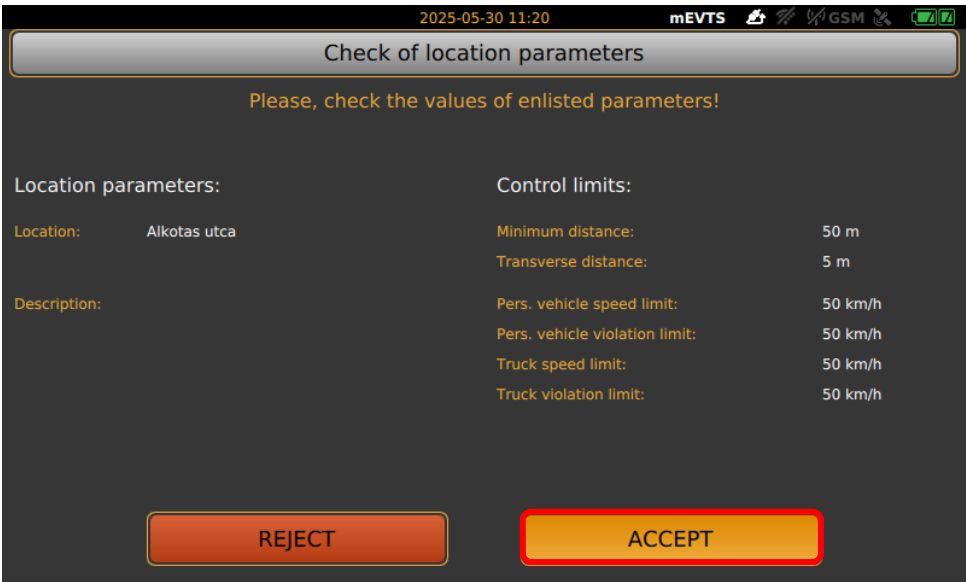 2025-05-30 11:20 mEVTS GSM
Check of location parameters
Please, check the values of enlisted parameters!
Location parameters:
Location: Alkotas utca
Description:
Control limits:
Minimum distance: 50 m
Transverse distance: 5 m
Pers. vehicle speed limit: 50 km/h
Pers. vehicle violation limit: 50 km/h
Truck speed limit: 50 km/h
Truck violation limit: 50 km/h
REJECT
ACCEPT